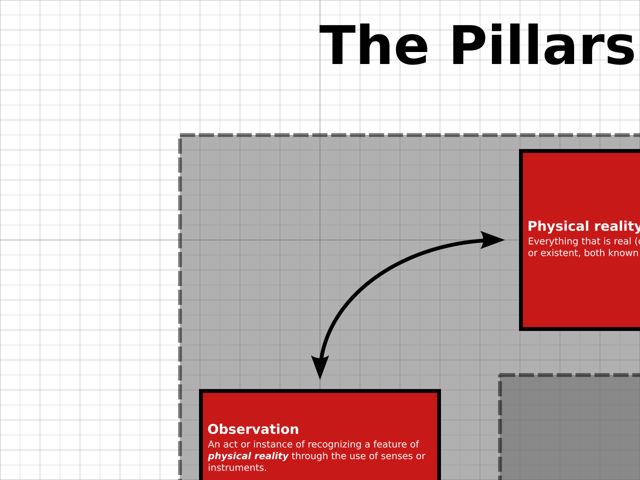 The Pillars
Physical reality
Everything that is real (
or existent, both known
Observation
An act or instance of recognizing a feature of
physical reality through the use of senses or
instruments.